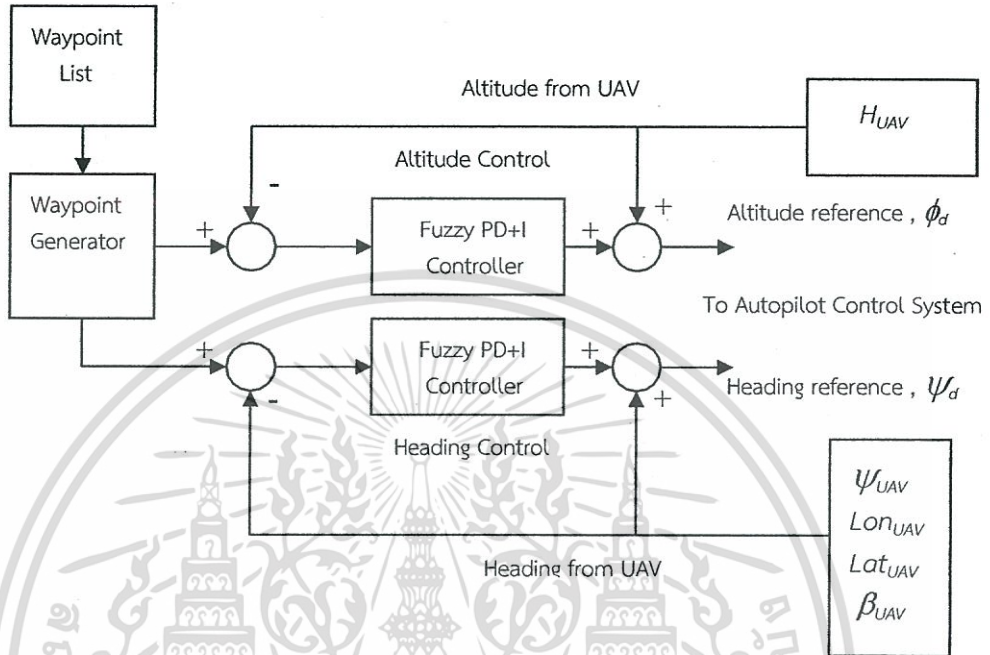 Waypoint
List
Altitude from UAV
H_UAV
Altitude Control
-
Waypoint
Generator
+
Fuzzy PD+I
Controller
+
+
Altitude reference , ϕ_d
To Autopilot Control System
+
-
Fuzzy PD+I
Controller
+
+
Heading reference , ψ_d
Heading Control
ψ_UAV
Lon_UAV
Lat_UAV
β_UAV
Heading from UAV